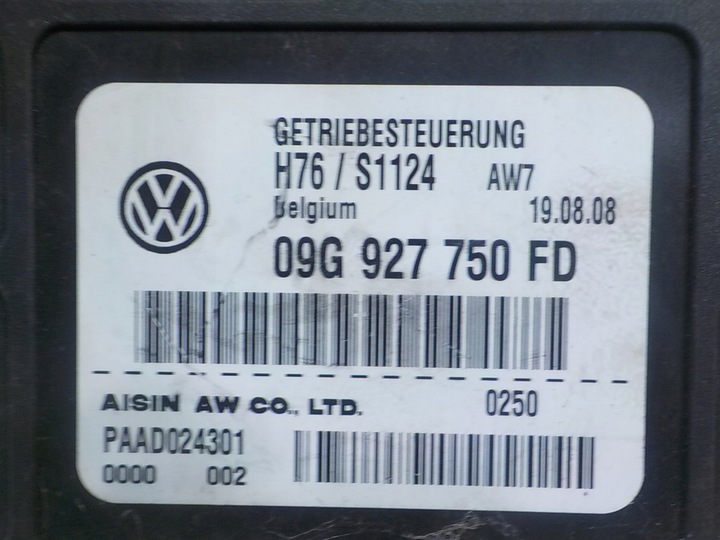 GETRIEBESTEUERUNG
H76 / S1124 AW7
Belgium 19.08.08
09G 927 750 FD
AISIN AW CO., LTD. 0250
PAAD024301
0000 002